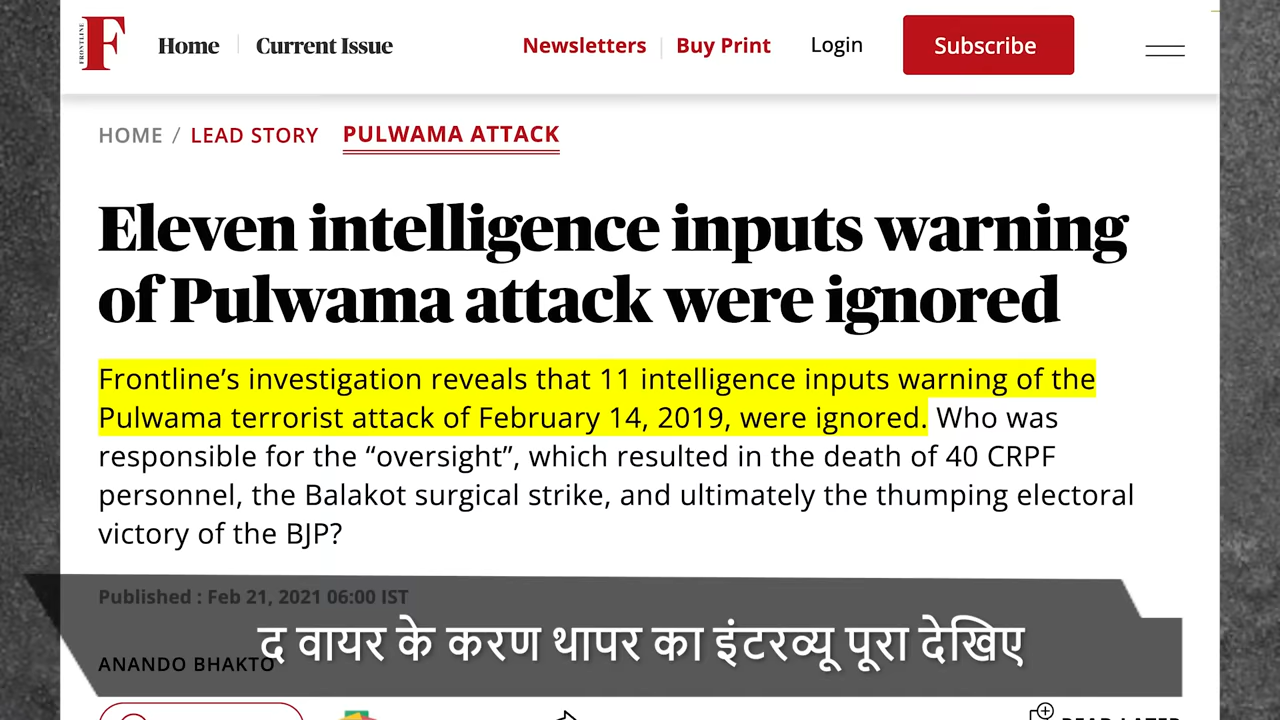 FRONTLINE
F
Home
Current Issue
Newsletters
Buy Print
Login
Subscribe
HOME / LEAD STORY PULWAMA ATTACK
Eleven intelligence inputs warning
of Pulwama attack were ignored
Frontline’s investigation reveals that 11 intelligence inputs warning of the
Pulwama terrorist attack of February 14, 2019, were ignored. Who was
responsible for the “oversight”, which resulted in the death of 40 CRPF
personnel, the Balakot surgical strike, and ultimately the thumping electoral
victory of the BJP?
Published : Feb 21, 2021 06:00 IST
द वायर के करण थापर का इंटरव्यू पूरा देखिए
ANANDO BHAKTO
READ LATER